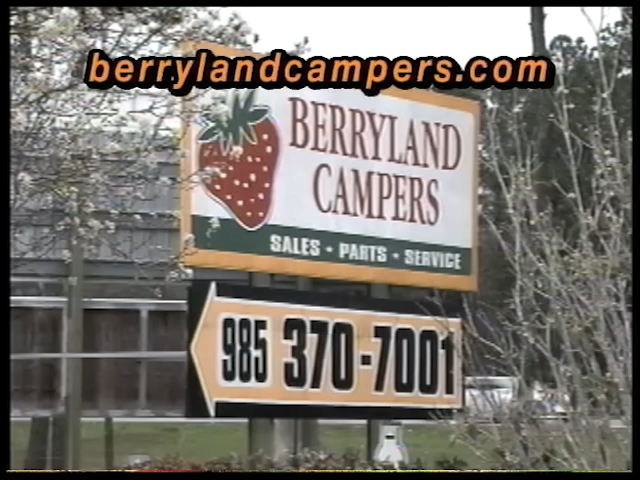 berrylandcampers.com
BERRYLAND
CAMPERS
SALES • PARTS • SERVICE
985 370-7001